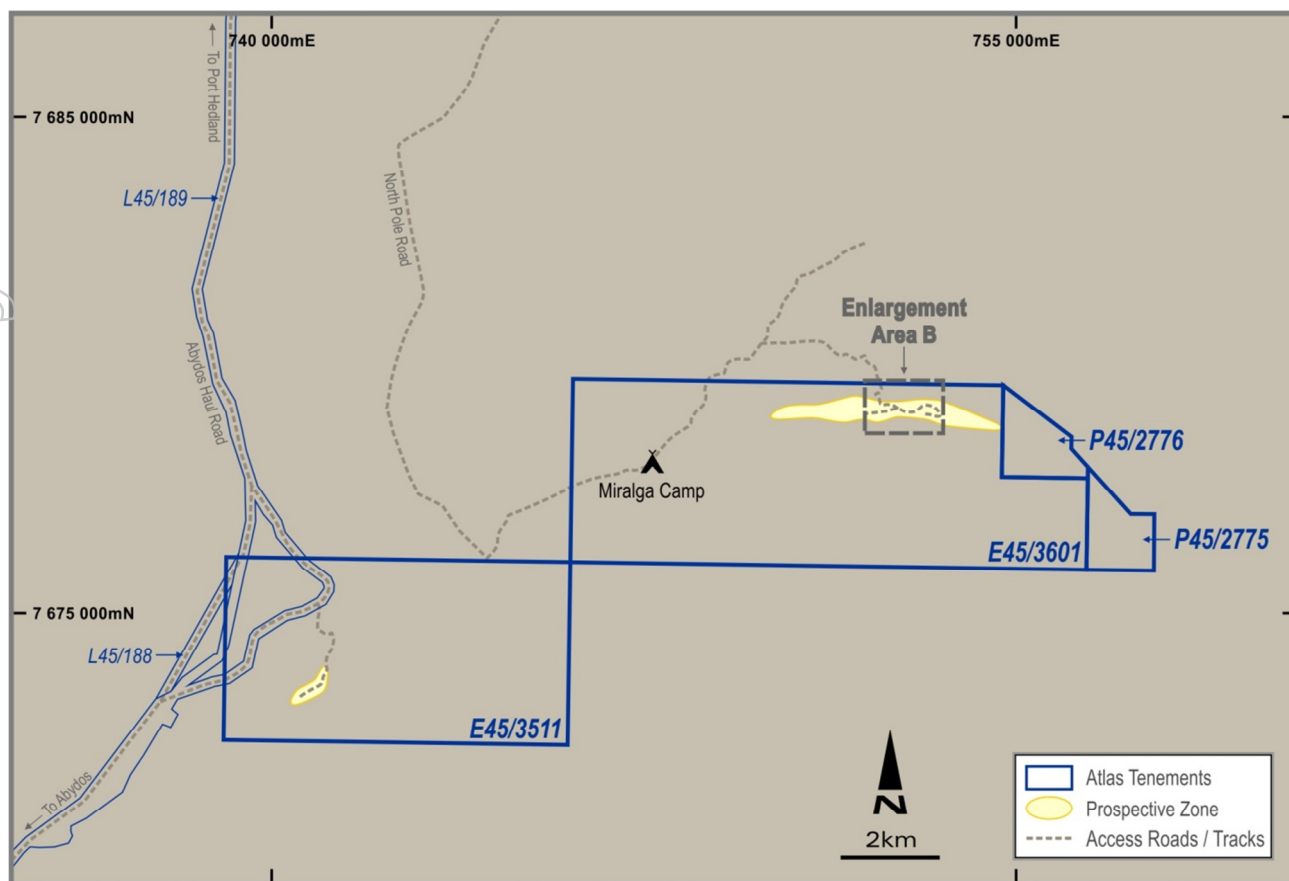 740 000mE
755 000mE
To Port Hedland
7 685 000mN
L45/189
North Pole Road
Abydos Haul Road
Enlargement
Area B
P45/2776
Miralga Camp
E45/3601
P45/2775
7 675 000mN
L45/188
E45/3511
To Abydos
N
2km
Atlas Tenements
Prospective Zone
Access Roads / Tracks